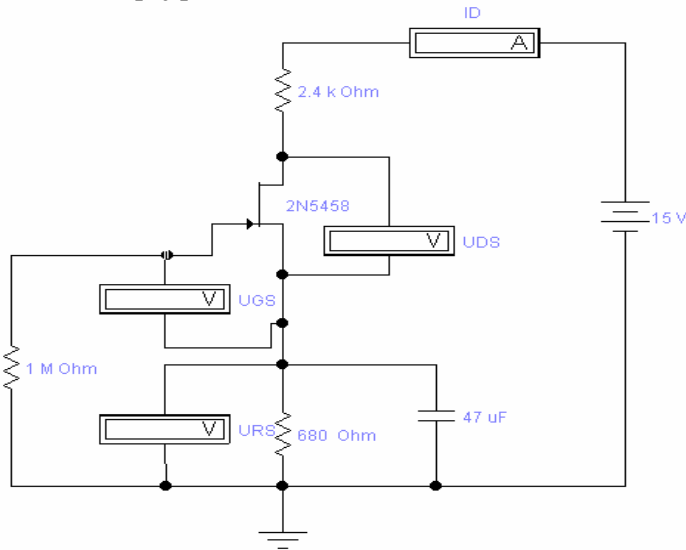 ID
A
2.4 k Ohm
2N5458
V
UDS
15 V
V
UGS
1 M Ohm
V
URS
680 Ohm
47 uF